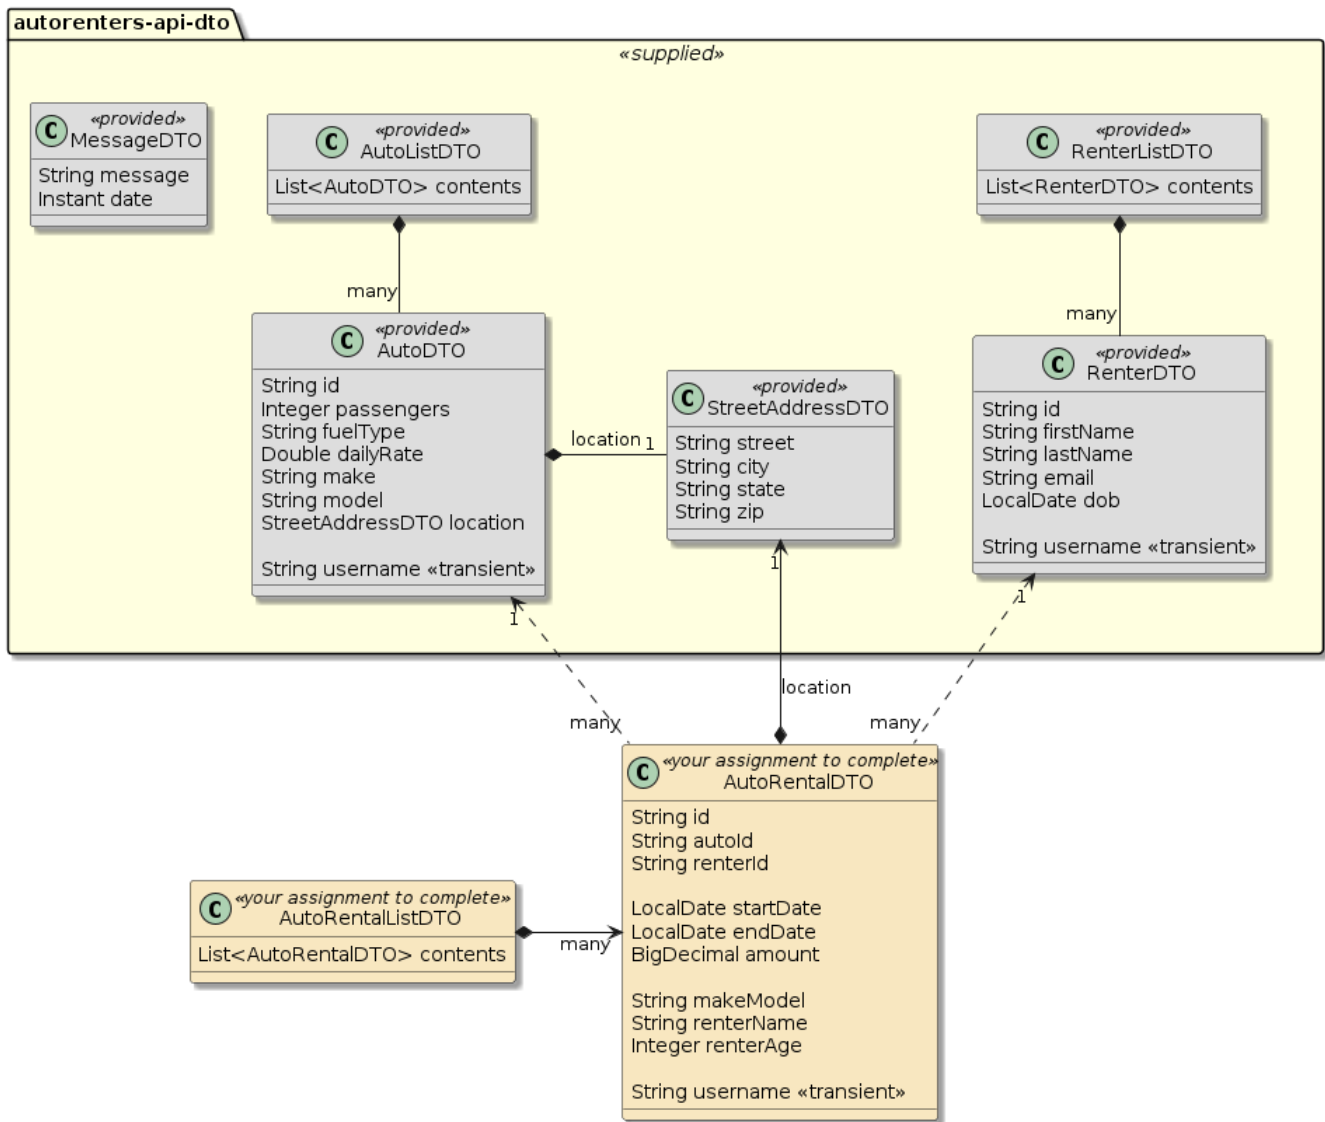 autorenters-api-dto
«supplied»
C
«provided»
MessageDTO
String message
Instant date
C
«provided»
AutoListDTO
List<AutoDTO> contents
C
«provided»
RenterListDTO
List<RenterDTO> contents
many
many
C
«provided»
AutoDTO
String id
Integer passengers
String fuelType
Double dailyRate
String make
String model
StreetAddressDTO location
String username «transient»
location 1
C
«provided»
StreetAddressDTO
String street
String city
String state
String zip
C
«provided»
RenterDTO
String id
String firstName
String lastName
String email
LocalDate dob
String username «transient»
1
1
1
location
many
many
C
«your assignment to complete»
AutoRentalDTO
String id
String autoId
String renterId
LocalDate startDate
LocalDate endDate
BigDecimal amount
String makeModel
String renterName
Integer renterAge
String username «transient»
C
«your assignment to complete»
AutoRentalListDTO
List<AutoRentalDTO> contents
many